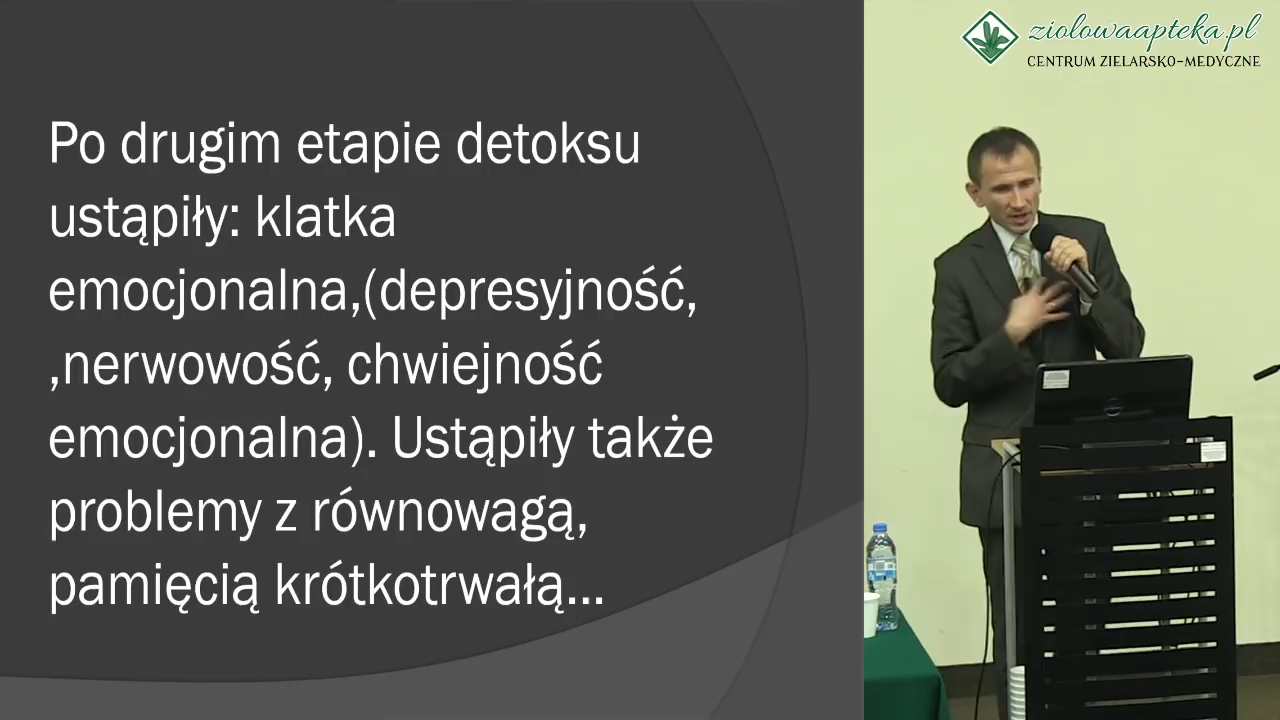 Po drugim etapie detoksu
ustąpiły: klatka
emocjonalna,(depresyjność,
,nerwowość, chwiejność
emocjonalna). Ustąpiły także
problemy z równowagą,
pamięcią krótkotrwałą...
ziolowaapteka.pl
CENTRUM ZIELARSKO-MEDYCZNE